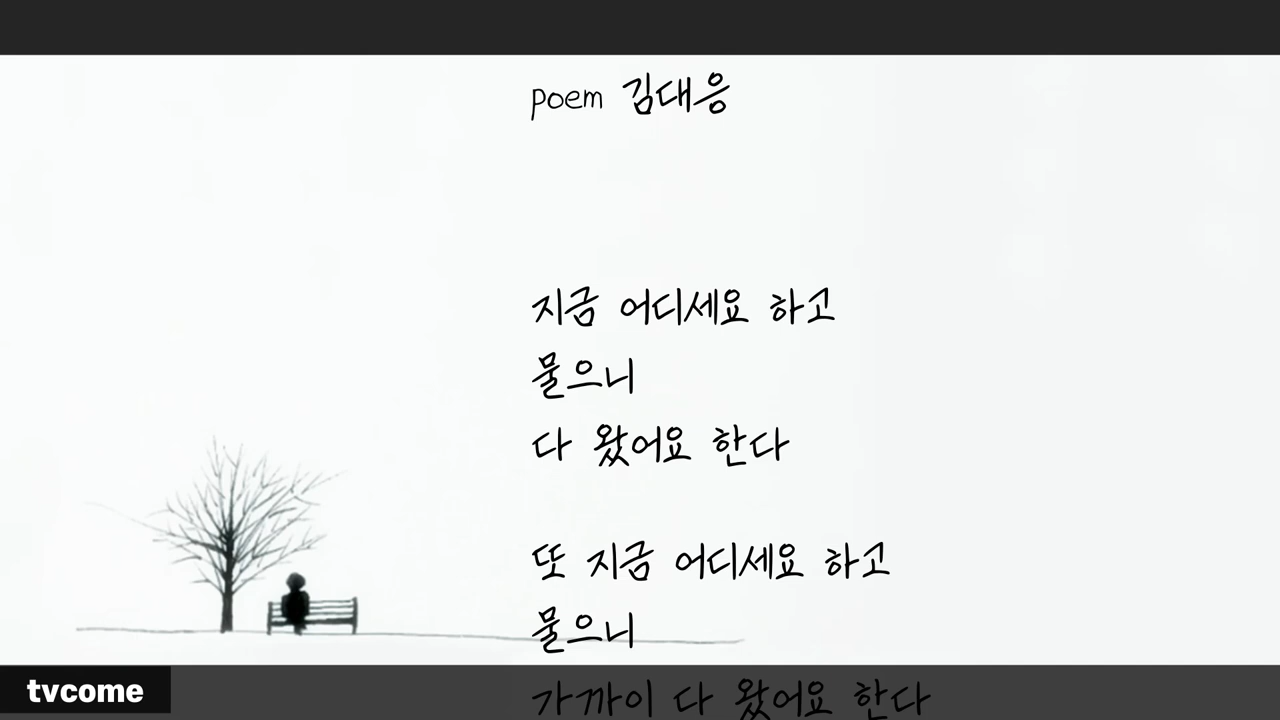 poem 김대응
지금 어디세요 하고
물으니
다 왔어요 한다
또 지금 어디세요 하고
물으니
가까이 다 왔어요 한다
tvcome